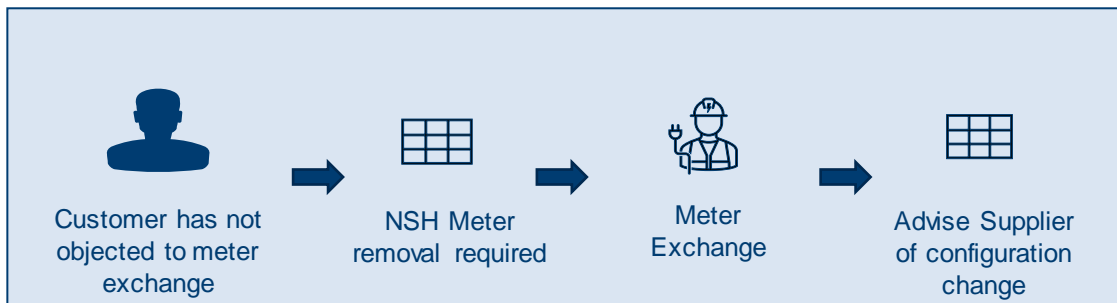 Customer has not
objected to meter
exchange
NSH Meter
removal required
Meter
Exchange
Advise Supplier
of configuration
change